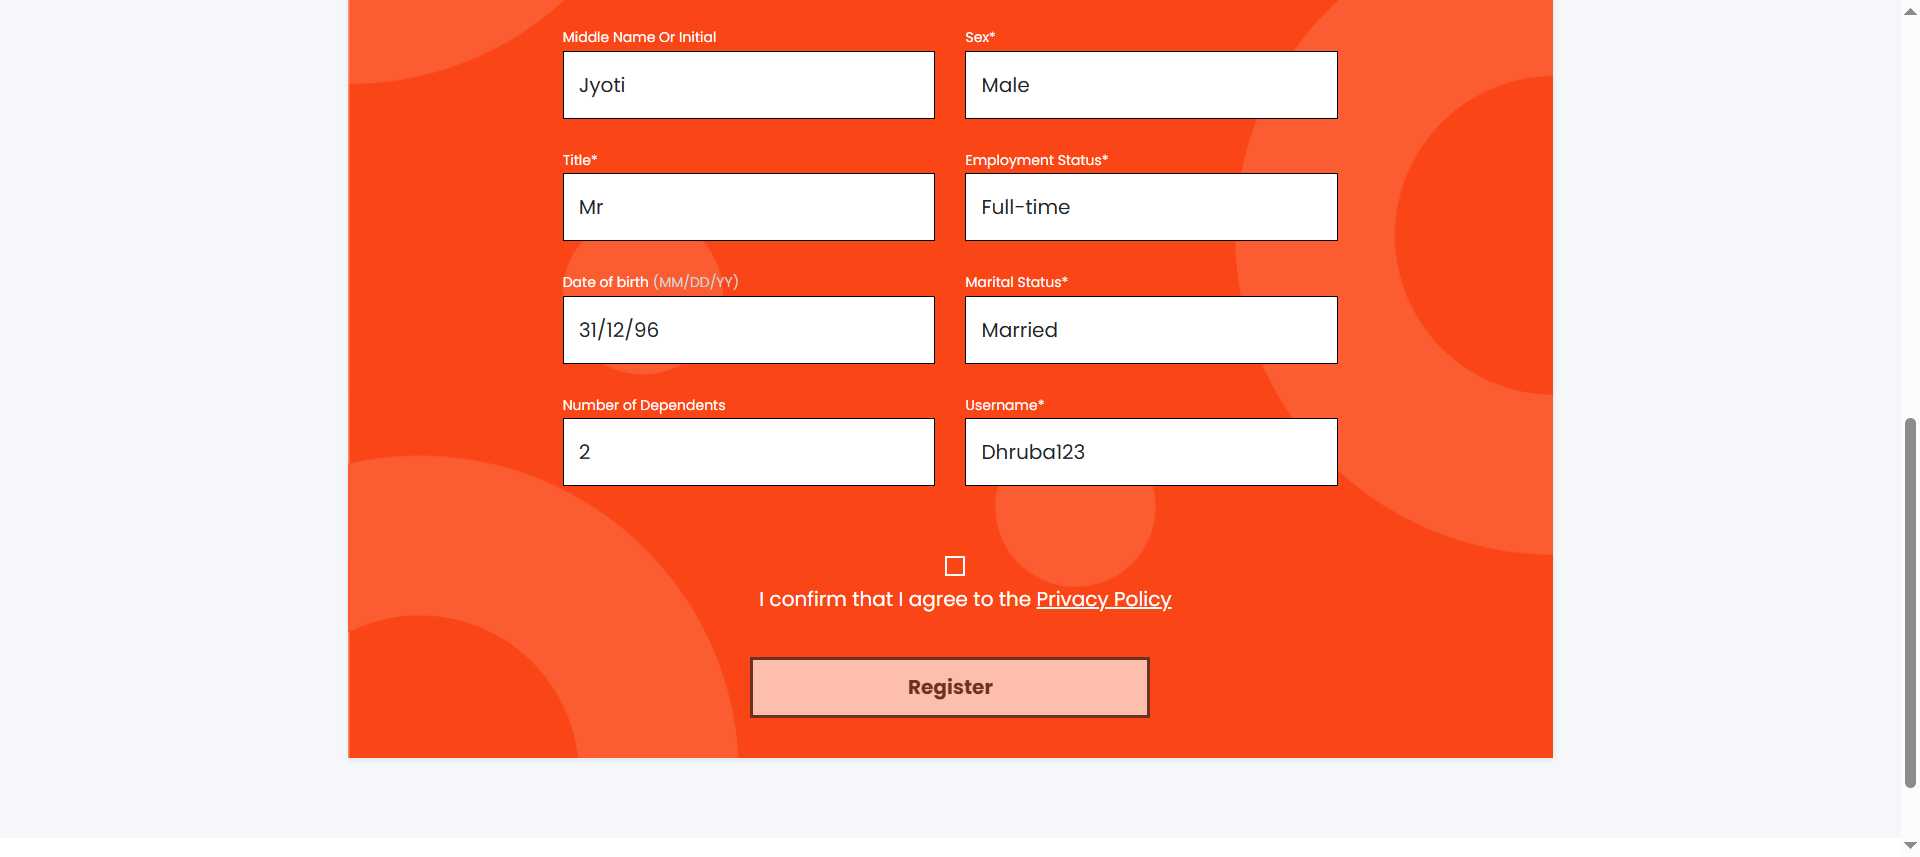 Middle Name Or Initial
Sex*
Jyoti
Male
Title*
Employment Status*
Mr
Full-time
Date of birth (MM/DD/YY)
Marital Status*
31/12/96
Married
Number of Dependents
Username*
2
Dhruba123
I confirm that I agree to the Privacy Policy
Register